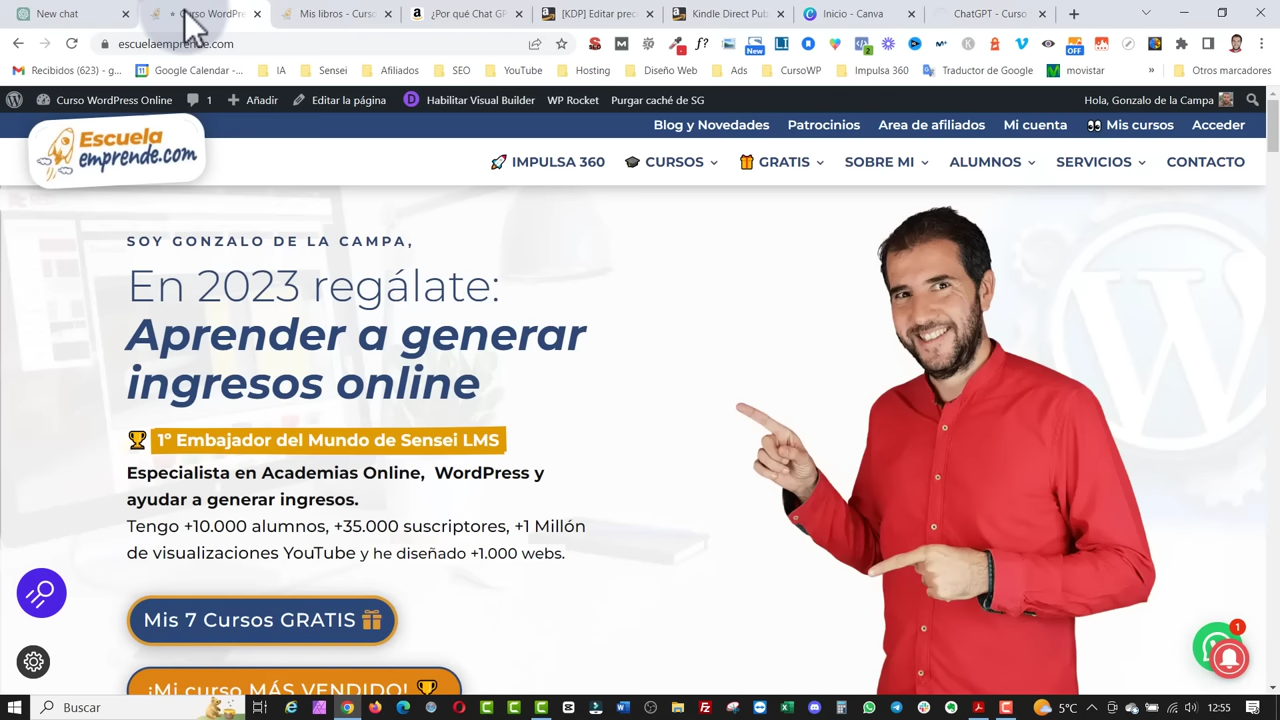 New chat
Curso WordPre
Mis libros - Curso
¿Por qué Chat GP
[KDP] Editar preci
Kindle Direct Pub
Inicio - Canva
ChatGPT - Curso
escuelaemprende.com
New
2
OFF
Recibidos (623) - g...
Google Calendar -...
IA
Sensei
Afiliados
SEO
YouTube
Hosting
Diseño Web
Ads
CursoWP
Impulsa 360
Traductor de Google
movistar
»
Otros marcadores
Curso WordPress Online
1
Añadir
Editar la página
Habilitar Visual Builder
WP Rocket
Purgar caché de SG
Hola, Gonzalo de la Campa
Blog y Novedades
Patrocinios
Area de afiliados
Mi cuenta
Mis cursos
Acceder
Escuela
emprende.com
IMPULSA 360
CURSOS
GRATIS
SOBRE MI
ALUMNOS
SERVICIOS
CONTACTO
SOY GONZALO DE LA CAMPA,
En 2023 regálate:
Aprender a generar
ingresos online
1º Embajador del Mundo de Sensei LMS
Especialista en Academias Online, WordPress y
ayudar a generar ingresos.
Tengo +10.000 alumnos, +35.000 suscriptores, +1 Millón
de visualizaciones YouTube y he diseñado +1.000 webs.
Mis 7 Cursos GRATIS
¡Mi curso MÁS VENDIDO!
1
Buscar
5°C
12:55